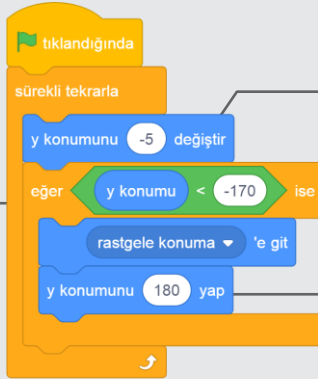 tıklandığında
sürekli tekrarla
y konumunu -5 değiştir
eğer y konumu < -170 ise
rastgele konuma 'e git
y konumunu 180 yap